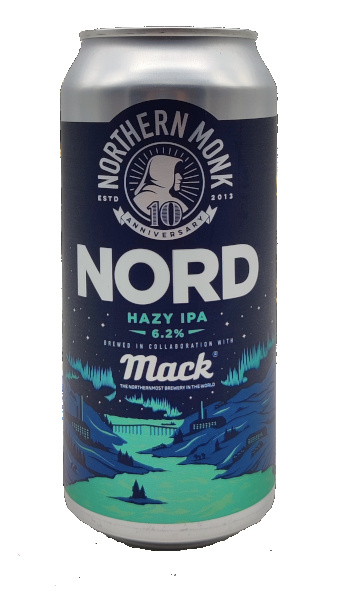 NORTHERN MONK
ESTD 2013
10
ANNIVERSARY
NORD
HAZY IPA
6.2%
BREWED IN COLLABORATION WITH
Mack®
THE NORTHERNMOST BREWERY IN THE WORLD